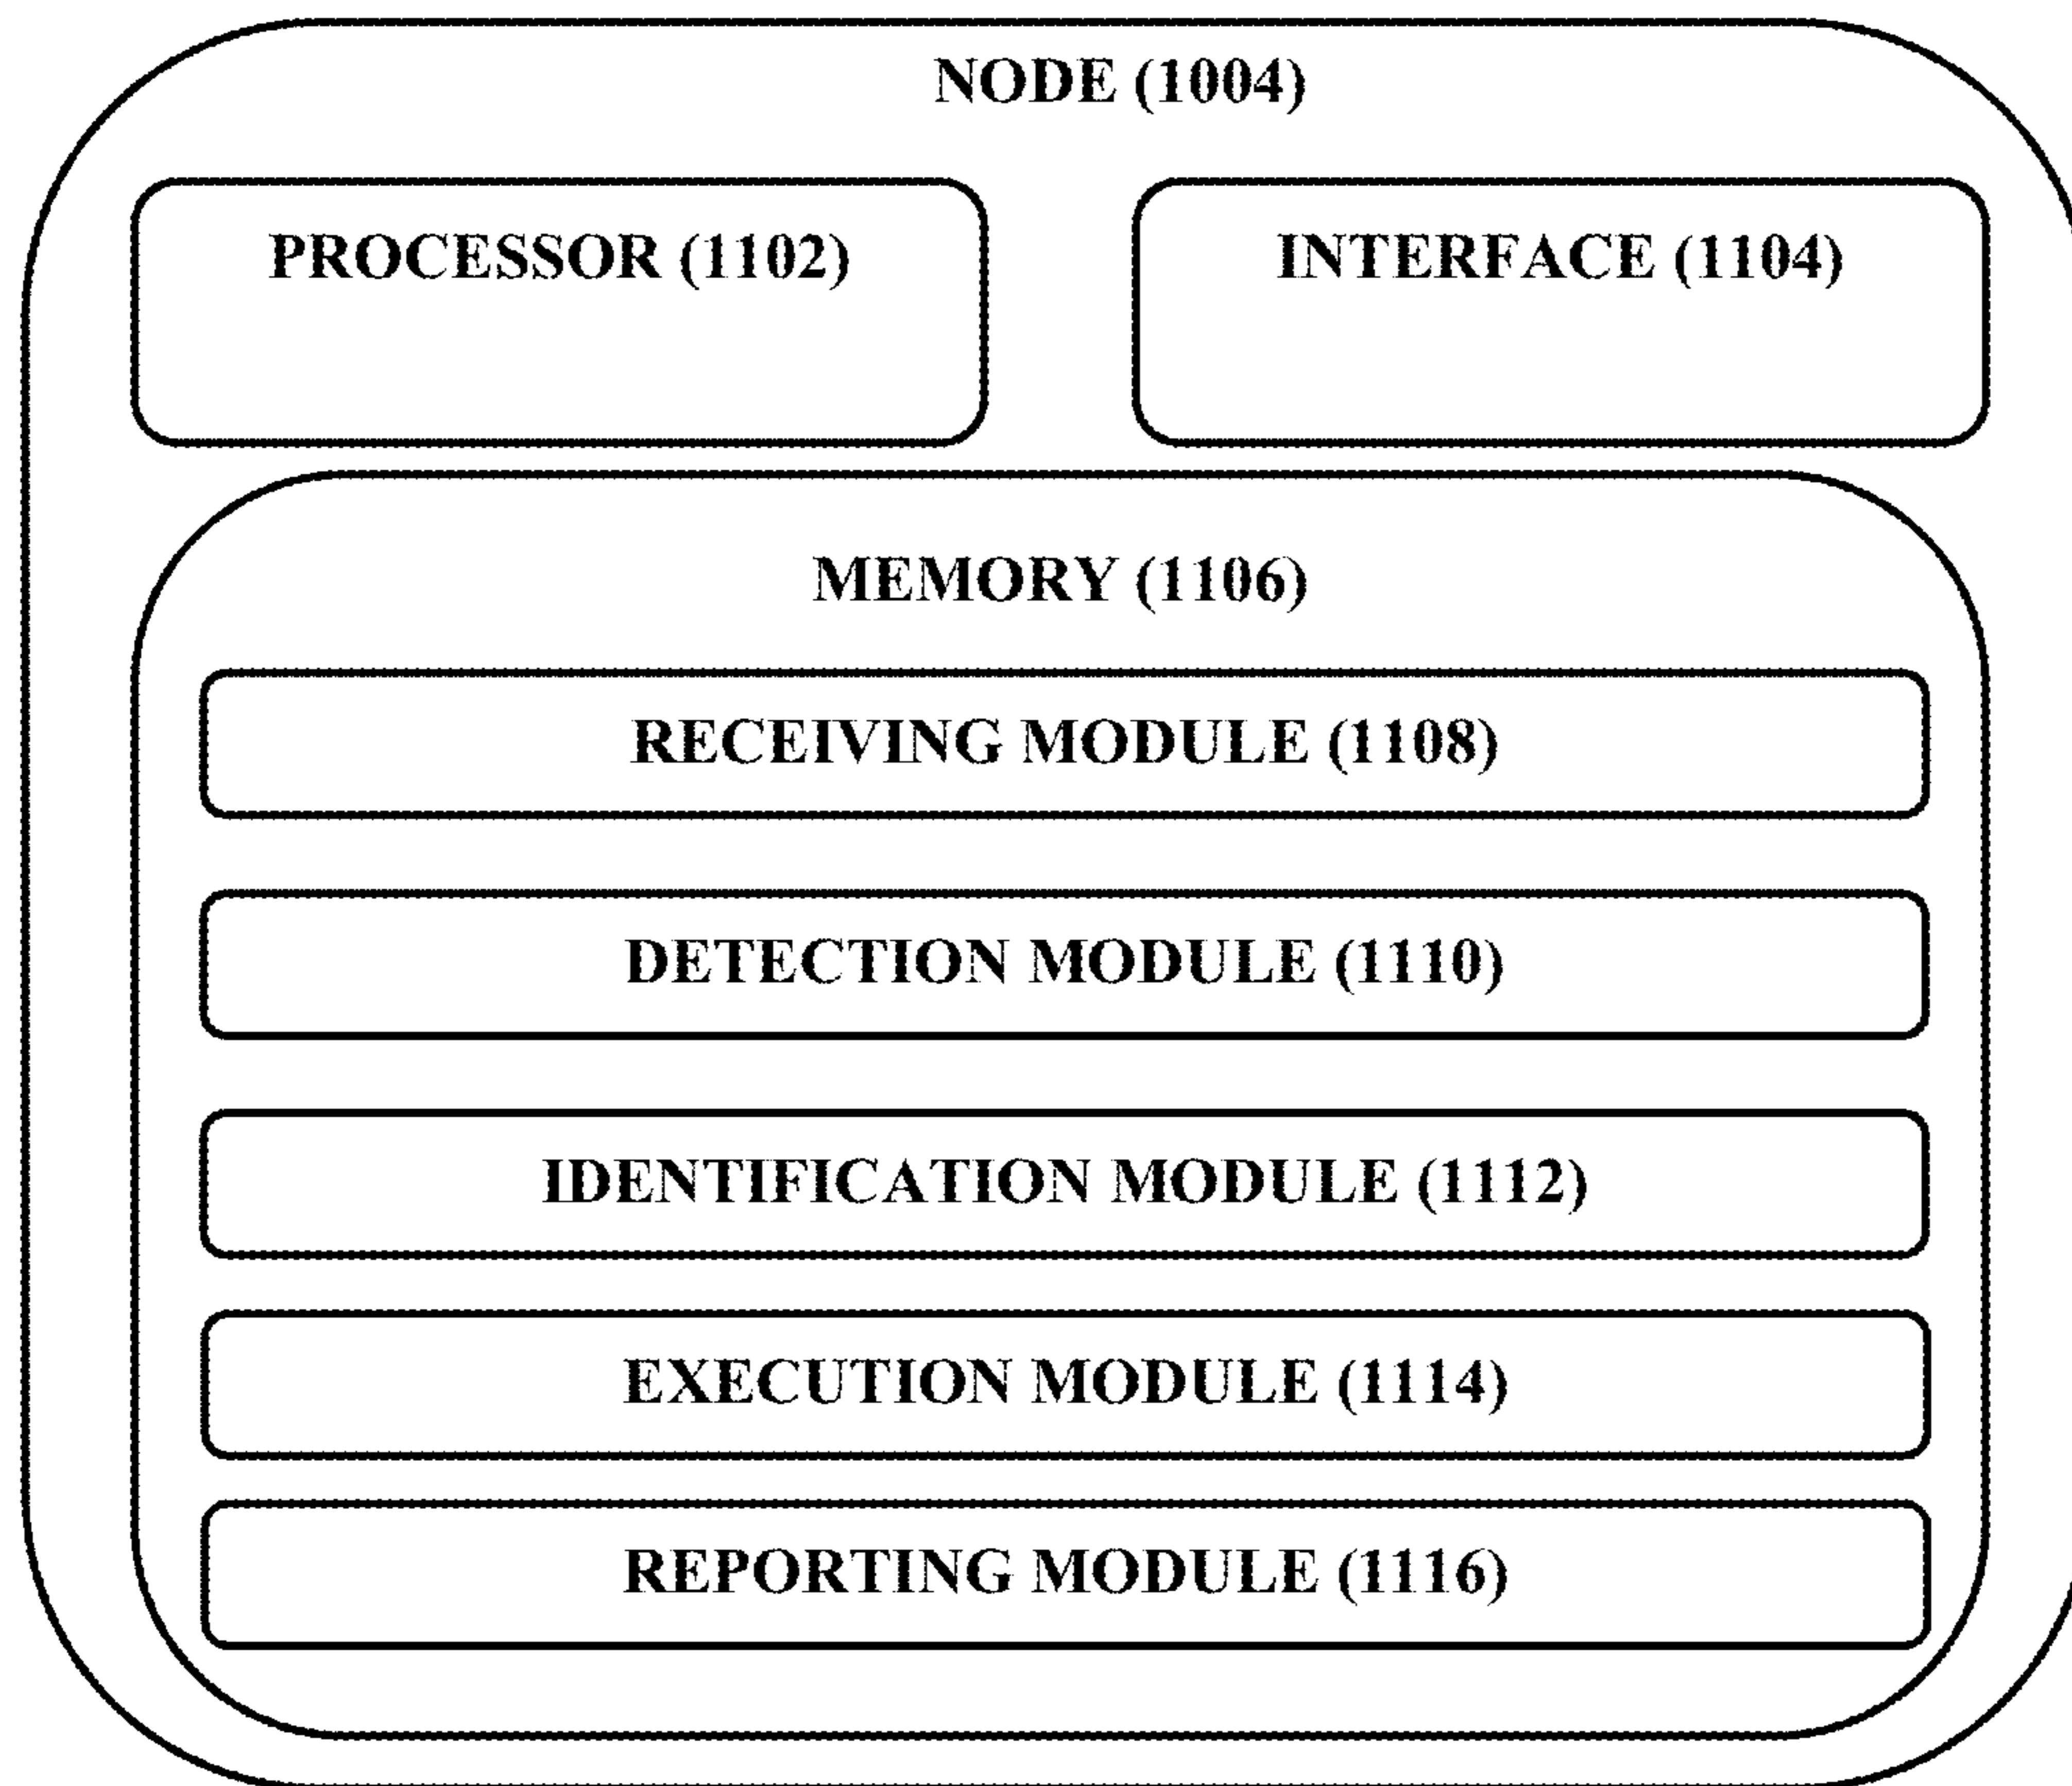 NODE (1004)
PROCESSOR (1102)
INTERFACE (1104)
MEMORY (1106)
RECEIVING MODULE (1108)
DETECTION MODULE (1110)
IDENTIFICATION MODULE (1112)
EXECUTION MODULE (1114)
REPORTING MODULE (1116)